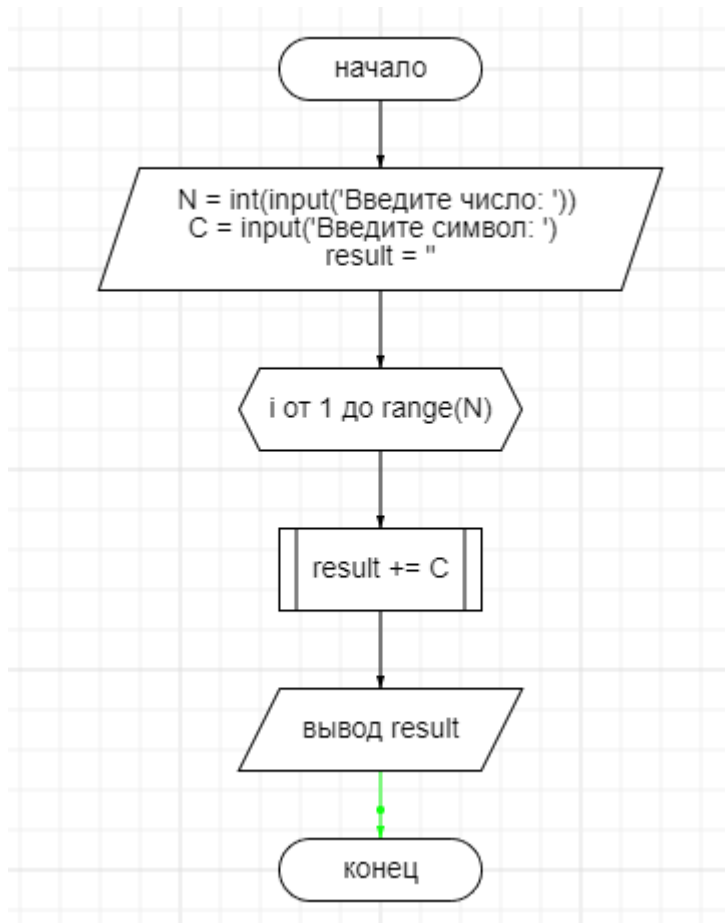 начало
N = int(input('Введите число: '))
C = input('Введите символ: ')
result = ''
i от 1 до range(N)
result += C
вывод result
конец